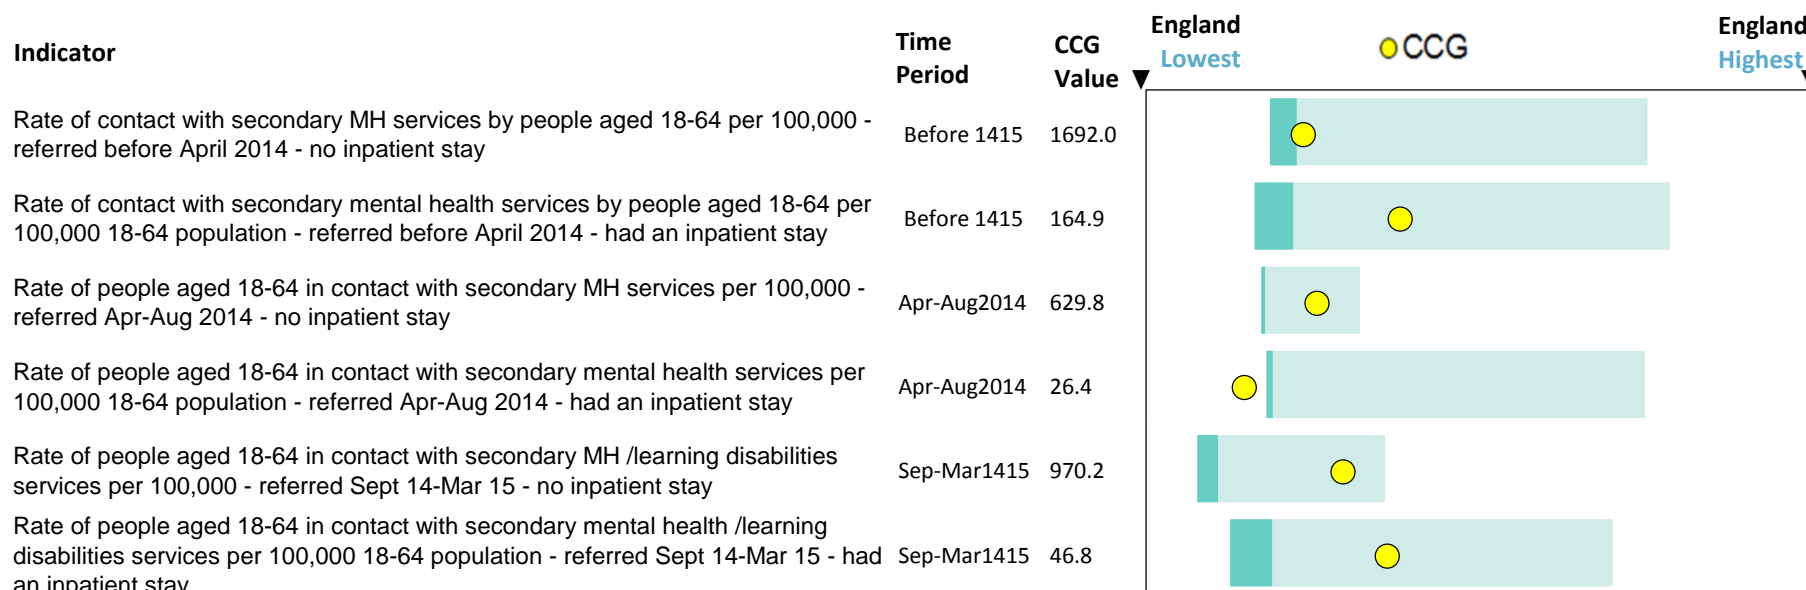 Indicator
Time
Period
CCG
Value
England
Lowest
CCG
England
Highest
Rate of contact with secondary MH services by people aged 18-64 per 100,000 -
referred before April 2014 - no inpatient stay
Before 1415
1692.0
Rate of contact with secondary mental health services by people aged 18-64 per
100,000 18-64 population - referred before April 2014 - had an inpatient stay
Before 1415
164.9
Rate of people aged 18-64 in contact with secondary MH services per 100,000 -
referred Apr-Aug 2014 - no inpatient stay
Apr-Aug2014
629.8
Rate of people aged 18-64 in contact with secondary mental health services per
100,000 18-64 population - referred Apr-Aug 2014 - had an inpatient stay
Apr-Aug2014
26.4
Rate of people aged 18-64 in contact with secondary MH /learning disabilities
services per 100,000 - referred Sept 14-Mar 15 - no inpatient stay
Sep-Mar1415
970.2
Rate of people aged 18-64 in contact with secondary mental health /learning
disabilities services per 100,000 18-64 population - referred Sept 14-Mar 15 - had
an inpatient stay
Sep-Mar1415
46.8